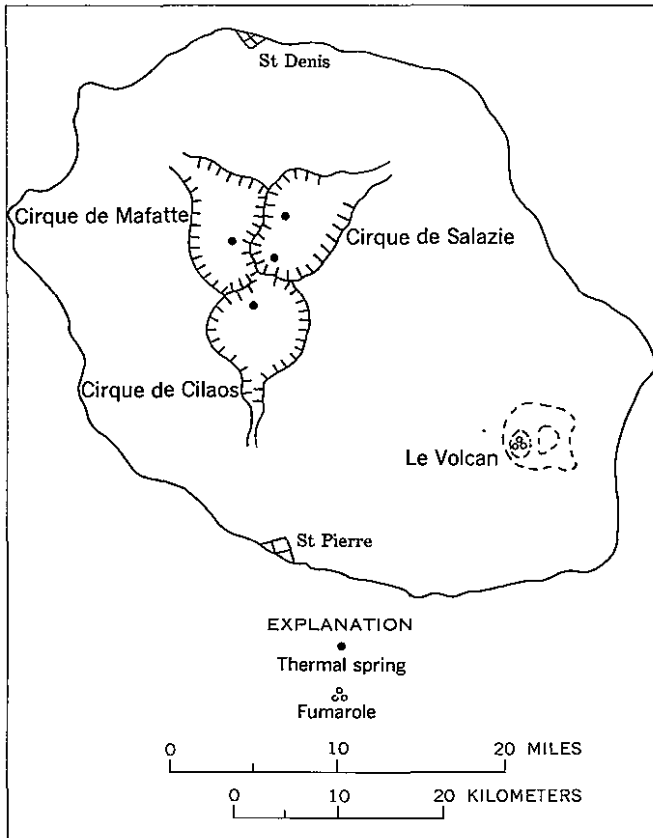 St Denis
Cirque de Mafatte
Cirque de Salazie
Cirque de Cilaos
Le Volcan
St Pierre
EXPLANATION
Thermal spring
Fumarole
0 10 20 MILES
0 10 20 KILOMETERS